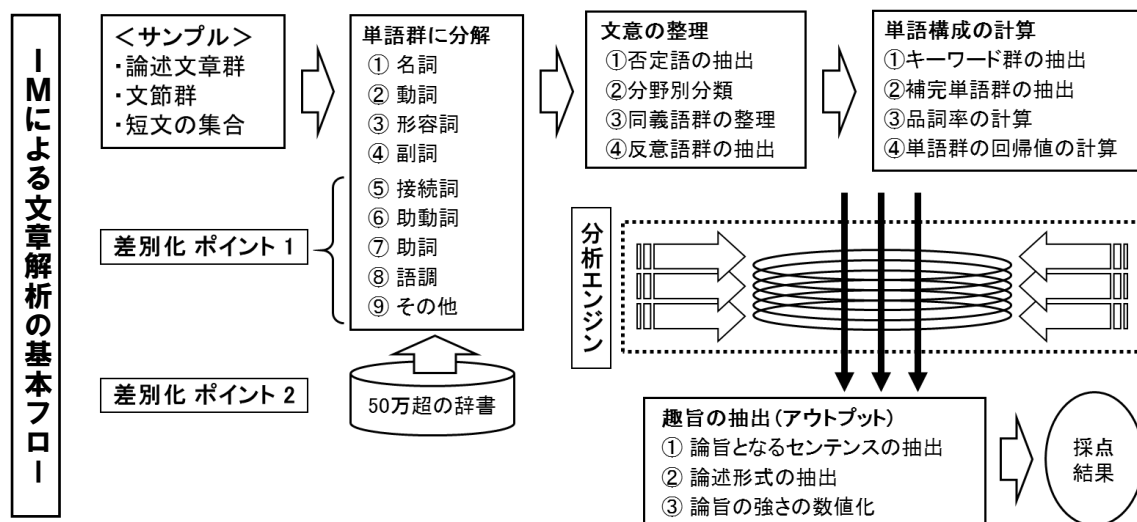 IMによる文章解析の基本フロー
＜サンプル＞
・論述文章群
・文節群
・短文の集合
単語群に分解
① 名詞
② 動詞
③ 形容詞
④ 副詞
⑤ 接続詞
⑥ 助動詞
⑦ 助詞
⑧ 語調
⑨ その他
差別化 ポイント 1
差別化 ポイント 2
50万超の辞書
文意の整理
①否定語の抽出
②分野別分類
③同義語群の整理
④反意語群の抽出
単語構成の計算
①キーワード群の抽出
②補完単語群の抽出
③品詞率の計算
④単語群の回帰値の計算
分析エンジン
趣旨の抽出（アウトプット）
① 論旨となるセンテンスの抽出
② 論述形式の抽出
③ 論旨の強さの数値化
採点
結果